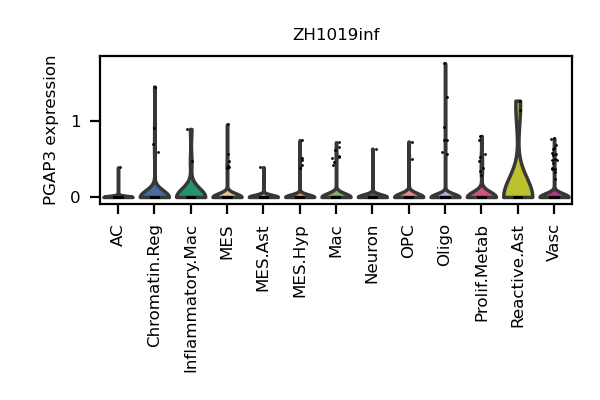 ZH1019inf
PGAP3 expression
1
0
AC
Chromatin.Reg
Inflammatory.Mac
MES
MES.Ast
MES.Hyp
Mac
Neuron
OPC
Oligo
Prolif.Metab
Reactive.Ast
Vasc